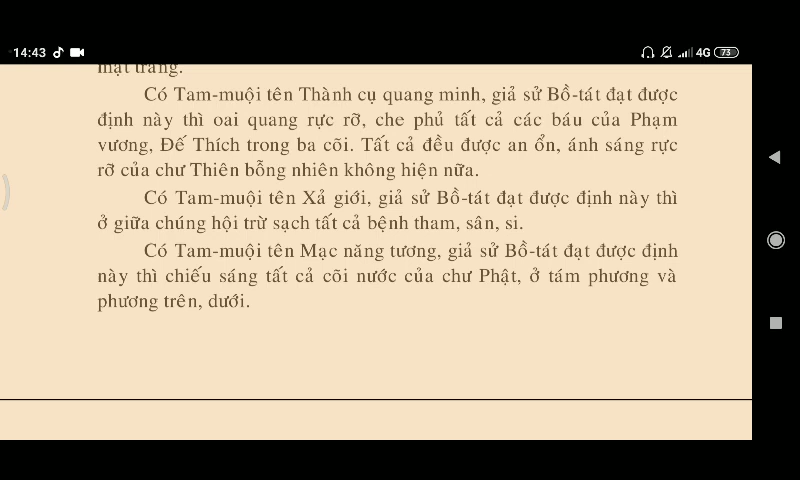 14:43
4G 73
mặt trăng.
Có Tam-muội tên Thành cụ quang minh, giả sử Bồ-tát đạt được
định này thì oai quang rực rỡ, che phủ tất cả các báu của Phạm
vương, Đế Thích trong ba cõi. Tất cả đều được an ổn, ánh sáng rực
rỡ của chư Thiên bỗng nhiên không hiện nữa.
Có Tam-muội tên Xả giới, giả sử Bồ-tát đạt được định này thì
ở giữa chúng hội trừ sạch tất cả bệnh tham, sân, si.
Có Tam-muội tên Mạc năng tương, giả sử Bồ-tát đạt được định
này thì chiếu sáng tất cả cõi nước của chư Phật, ở tám phương và
phương trên, dưới.